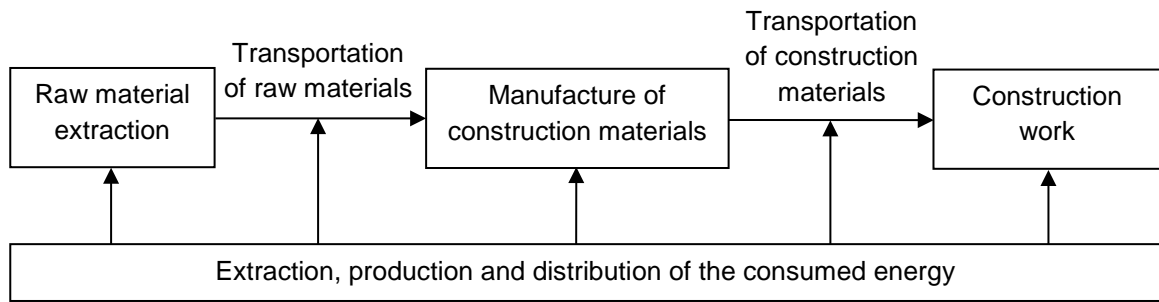 Raw material
extraction
Transportation
of raw materials
Manufacture of
construction materials
Transportation
of construction
materials
Construction
work
Extraction, production and distribution of the consumed energy